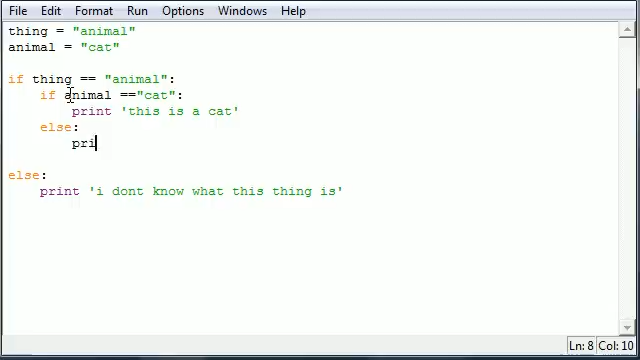 File Edit Format Run Options Windows Help
thing = "animal"
animal = "cat"
if thing == "animal":
if animal =="cat":
print 'this is a cat'
else:
pri
else:
print 'i dont know what this thing is'
Ln: 8 Col: 10